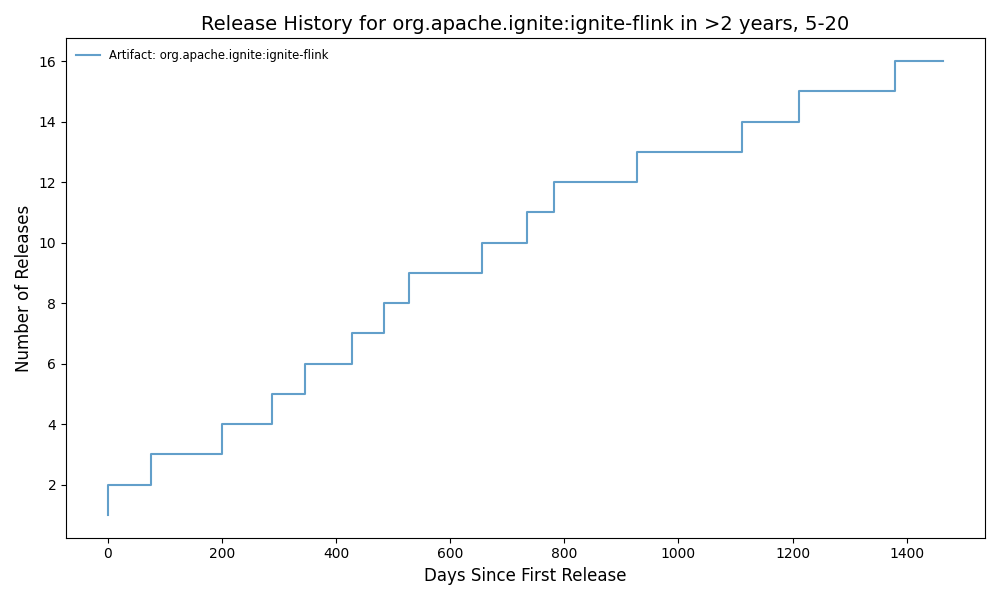 Release History for org.apache.ignite:ignite-flink in >2 years, 5-20
Artifact: org.apache.ignite:ignite-flink
Number of Releases
16
14
12
10
8
6
4
2
0 200 400 600 800 1000 1200 1400
Days Since First Release